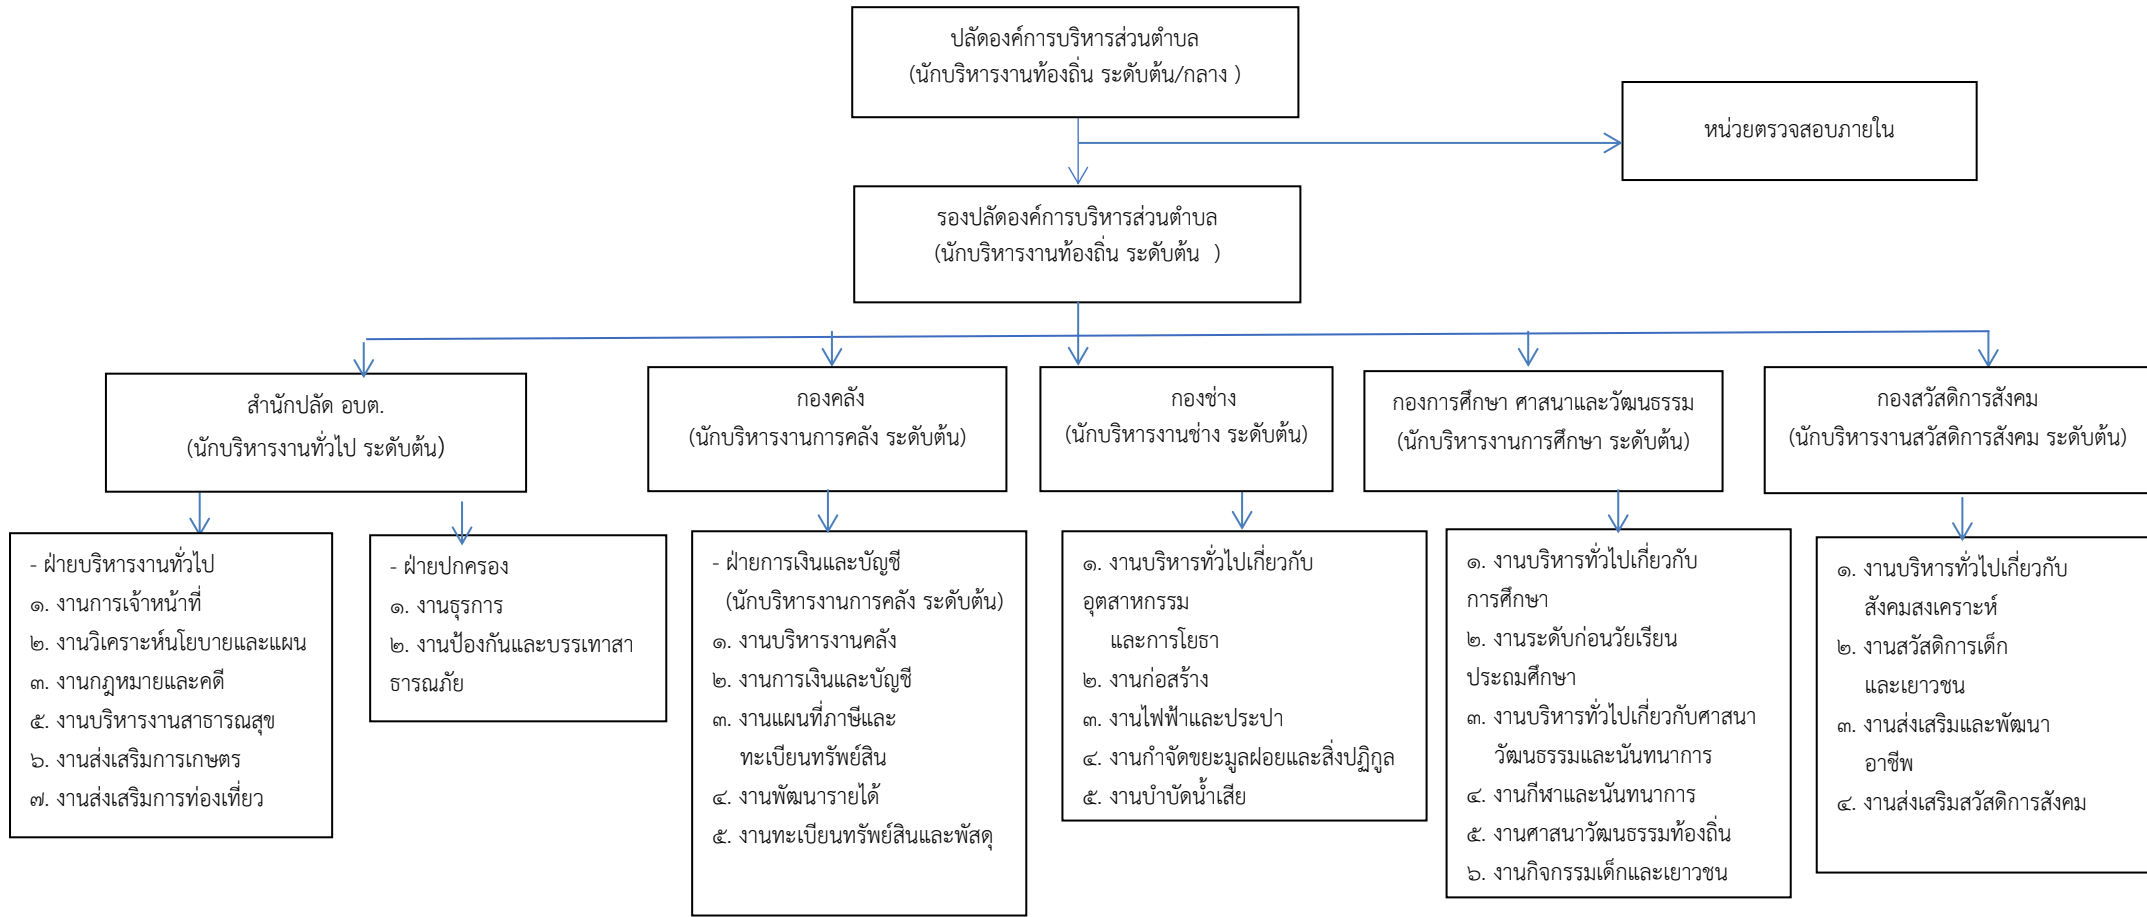 ปลัดองค์การบริหารส่วนตำบล
(นักบริหารงานท้องถิ่น ระดับต้น/กลาง )
หน่วยตรวจสอบภายใน
รองปลัดองค์การบริหารส่วนตำบล
(นักบริหารงานท้องถิ่น ระดับต้น )
สำนักปลัด อบต.
(นักบริหารงานทั่วไป ระดับต้น)
กองคลัง
(นักบริหารงานการคลัง ระดับต้น)
กองช่าง
(นักบริหารงานช่าง ระดับต้น)
กองการศึกษา ศาสนาและวัฒนธรรม
(นักบริหารงานการศึกษา ระดับต้น)
กองสวัสดิการสังคม
(นักบริหารงานสวัสดิการสังคม ระดับต้น)
- ฝ่ายบริหารงานทั่วไป
๑. งานการเจ้าหน้าที่
๒. งานวิเคราะห์นโยบายและแผน
๓. งานกฎหมายและคดี
๕. งานบริหารงานสาธารณสุข
๖. งานส่งเสริมการเกษตร
๗. งานส่งเสริมการท่องเที่ยว
- ฝ่ายปกครอง
๑. งานธุรการ
๒. งานป้องกันและบรรเทาสา
ธารณภัย
- ฝ่ายการเงินและบัญชี
(นักบริหารงานการคลัง ระดับต้น)
๑. งานบริหารงานคลัง
๒. งานการเงินและบัญชี
๓. งานแผนที่ภาษีและ
ทะเบียนทรัพย์สิน
๔. งานพัฒนารายได้
๕. งานทะเบียนทรัพย์สินและพัสดุ
๑. งานบริหารทั่วไปเกี่ยวกับ
อุตสาหกรรม
และการโยธา
๒. งานก่อสร้าง
๓. งานไฟฟ้าและประปา
๔. งานกำจัดขยะมูลฝอยและสิ่งปฏิกูล
๕. งานบำบัดน้ำเสีย
๑. งานบริหารทั่วไปเกี่ยวกับ
การศึกษา
๒. งานระดับก่อนวัยเรียน
ประถมศึกษา
๓. งานบริหารทั่วไปเกี่ยวกับศาสนา
วัฒนธรรมและนันทนาการ
๔. งานกีฬาและนันทนาการ
๕. งานศาสนาวัฒนธรรมท้องถิ่น
๖. งานกิจกรรมเด็กและเยาวชน
๑. งานบริหารทั่วไปเกี่ยวกับ
สังคมสงเคราะห์
๒. งานสวัสดิการเด็ก
และเยาวชน
๓. งานส่งเสริมและพัฒนา
อาชีพ
๔. งานส่งเสริมสวัสดิการสังคม